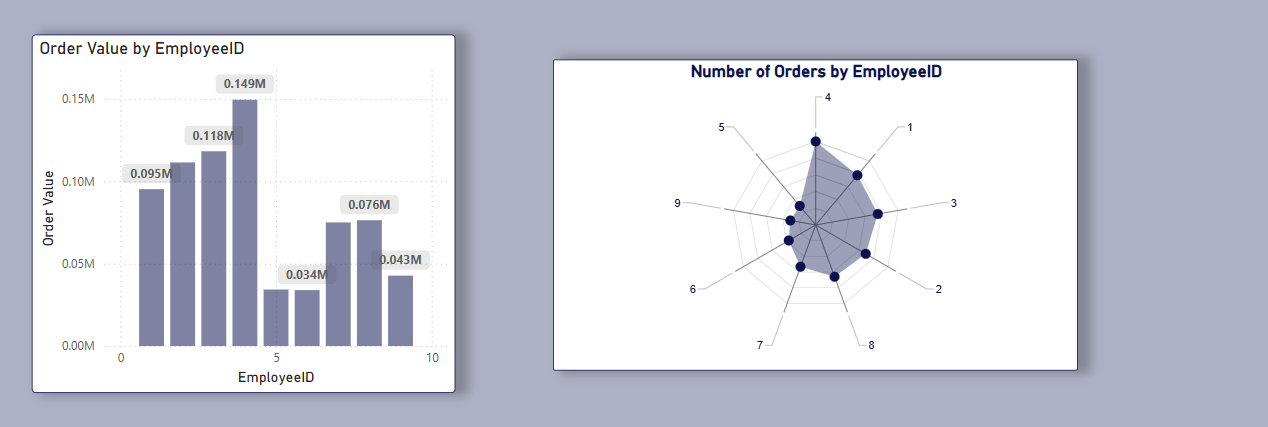 Order Value by EmployeeID
0.149M
0.15M
0.118M
0.095M
0.10M
0.076M
0.043M
0.05M
0.034M
0.00M
0
5
10
Order Value
EmployeeID
Number of Orders by EmployeeID
4
5
1
9
3
6
2
7
8